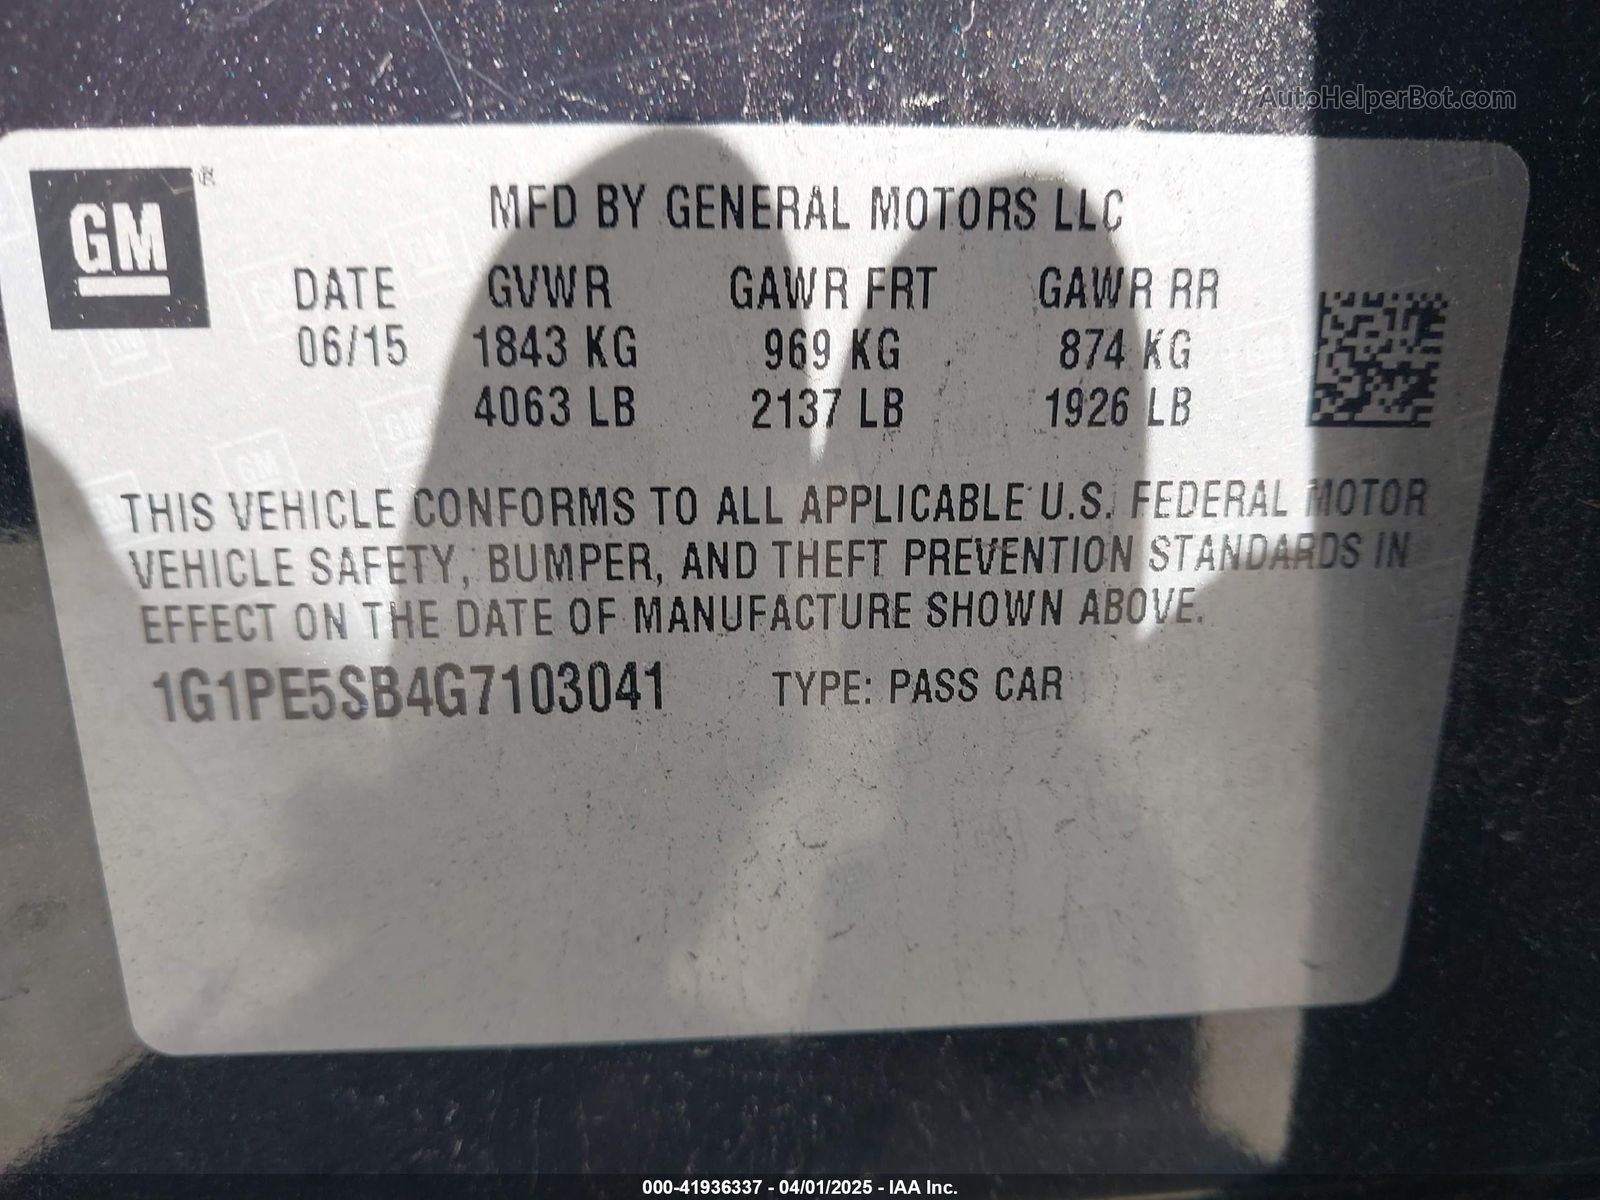 AutoHelperBot.com
GM
MFD BY GENERAL MOTORS LLC
DATE GVWR GAWR FRT GAWR RR
06/15 1843 KG 969 KG 874 KG
4063 LB 2137 LB 1926 LB
THIS VEHICLE CONFORMS TO ALL APPLICABLE U.S. FEDERAL MOTOR
VEHICLE SAFETY, BUMPER, AND THEFT PREVENTION STANDARDS IN
EFFECT ON THE DATE OF MANUFACTURE SHOWN ABOVE.
1G1PE5SB4G7103041 TYPE: PASS CAR
000-41936337 - 04/01/2025 - IAA Inc.